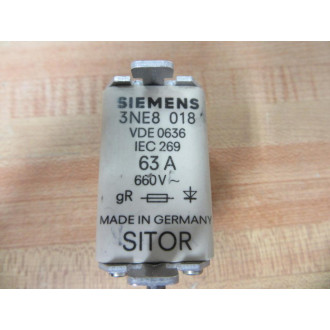 SIEMENS
3NE8 018
VDE 0636
IEC 269
63 A
660V~
gR
MADE IN GERMANY
SITOR